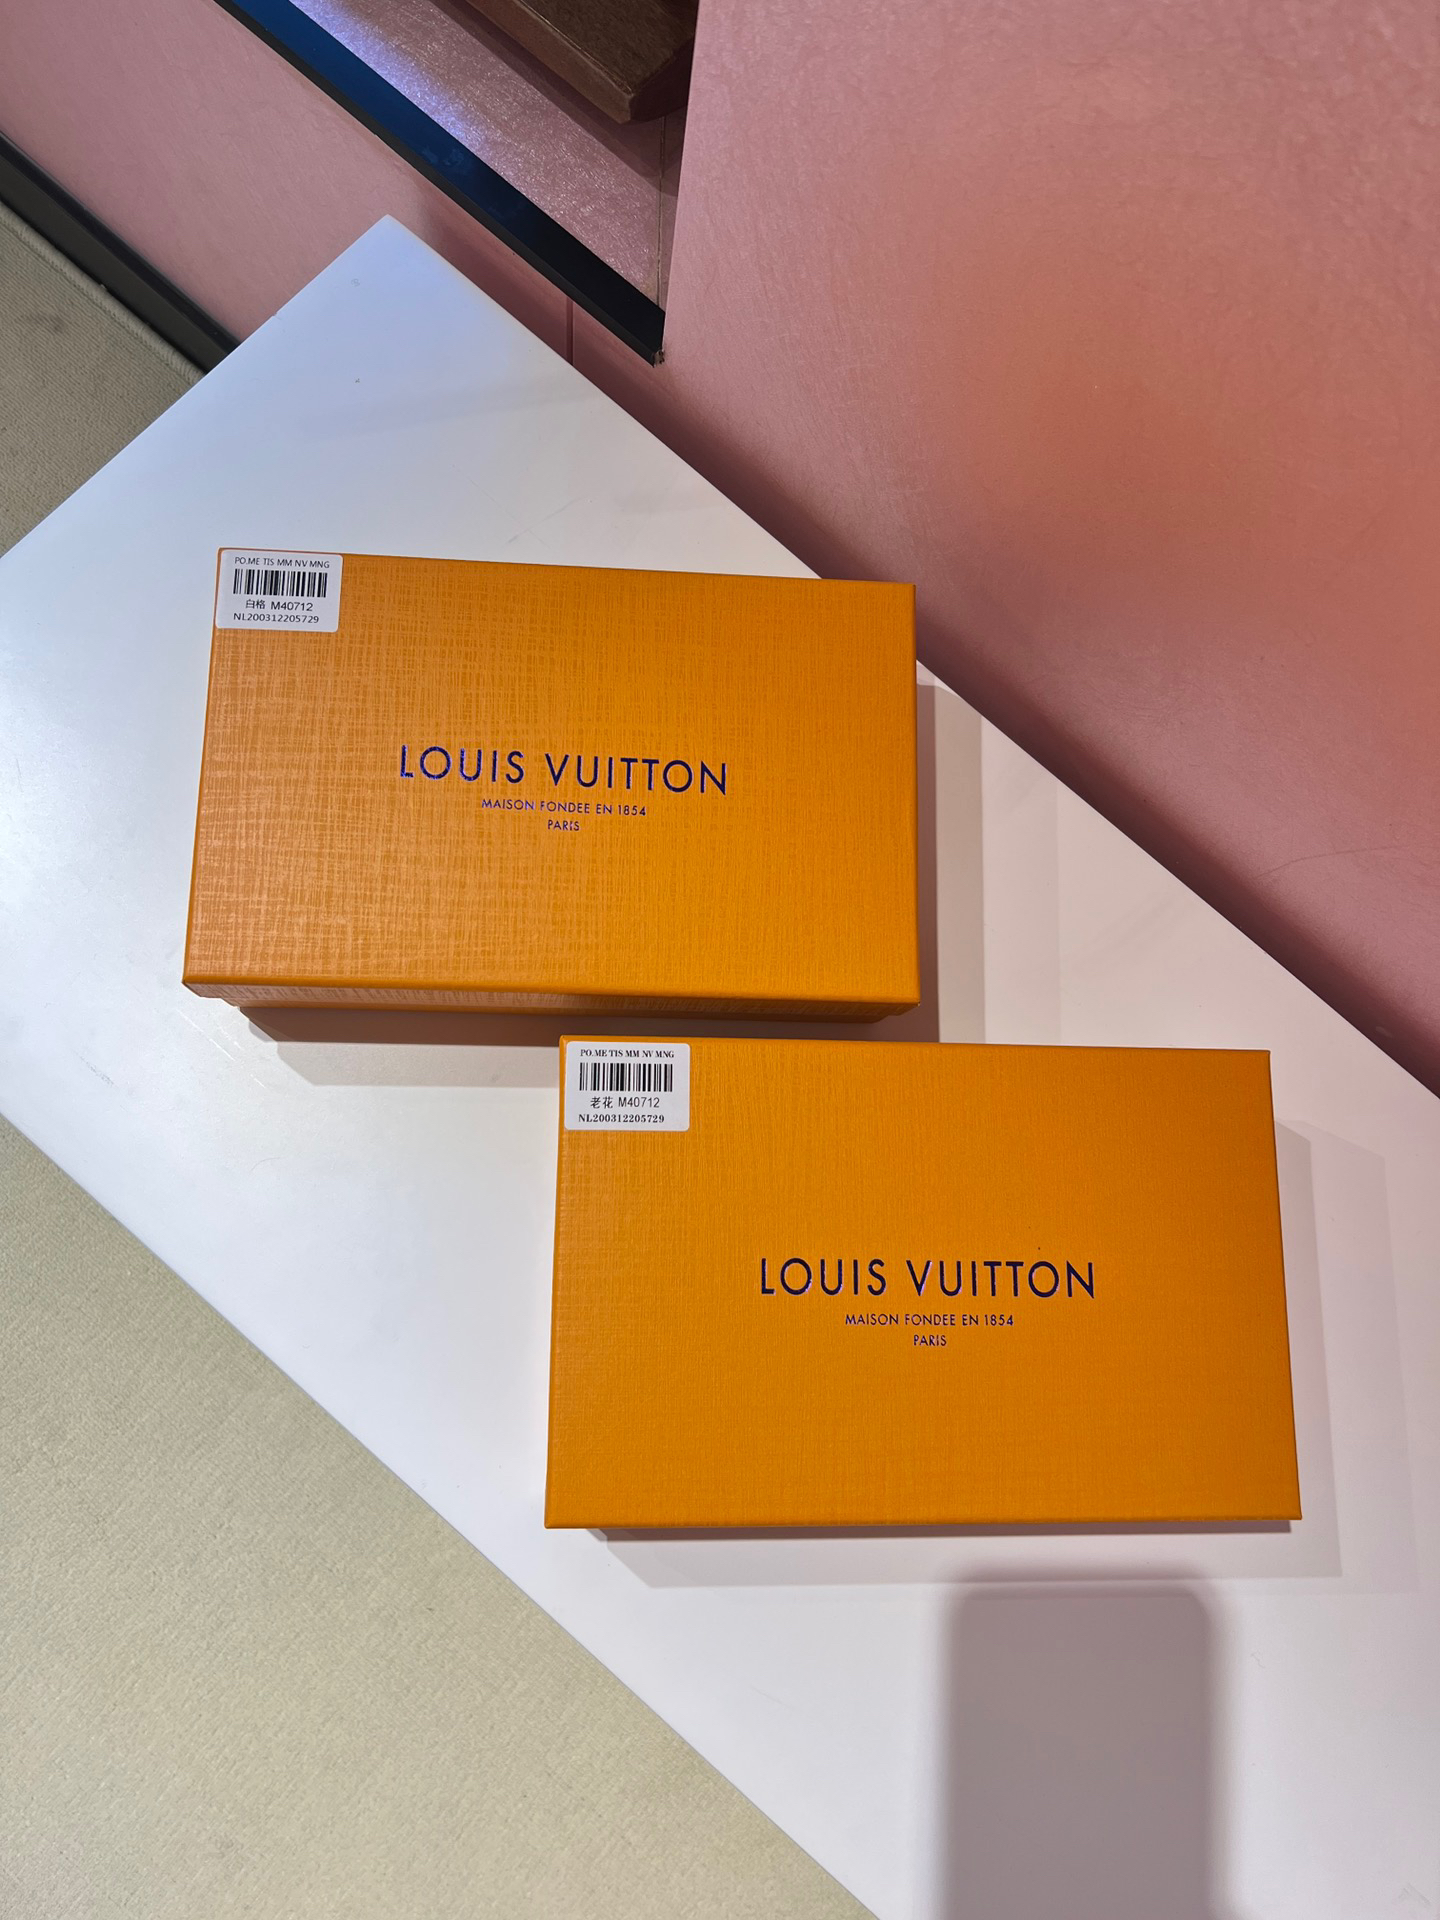 PO.ME TIS MM NV MNG
白格 M40712
NL200312205729
LOUIS VUITTON
MAISON FONDEE EN 1854
PARIS
PO.ME TIS MM NV MNG
老花 M40712
NL200312205729
LOUIS VUITTON
MAISON FONDEE EN 1854
PARIS